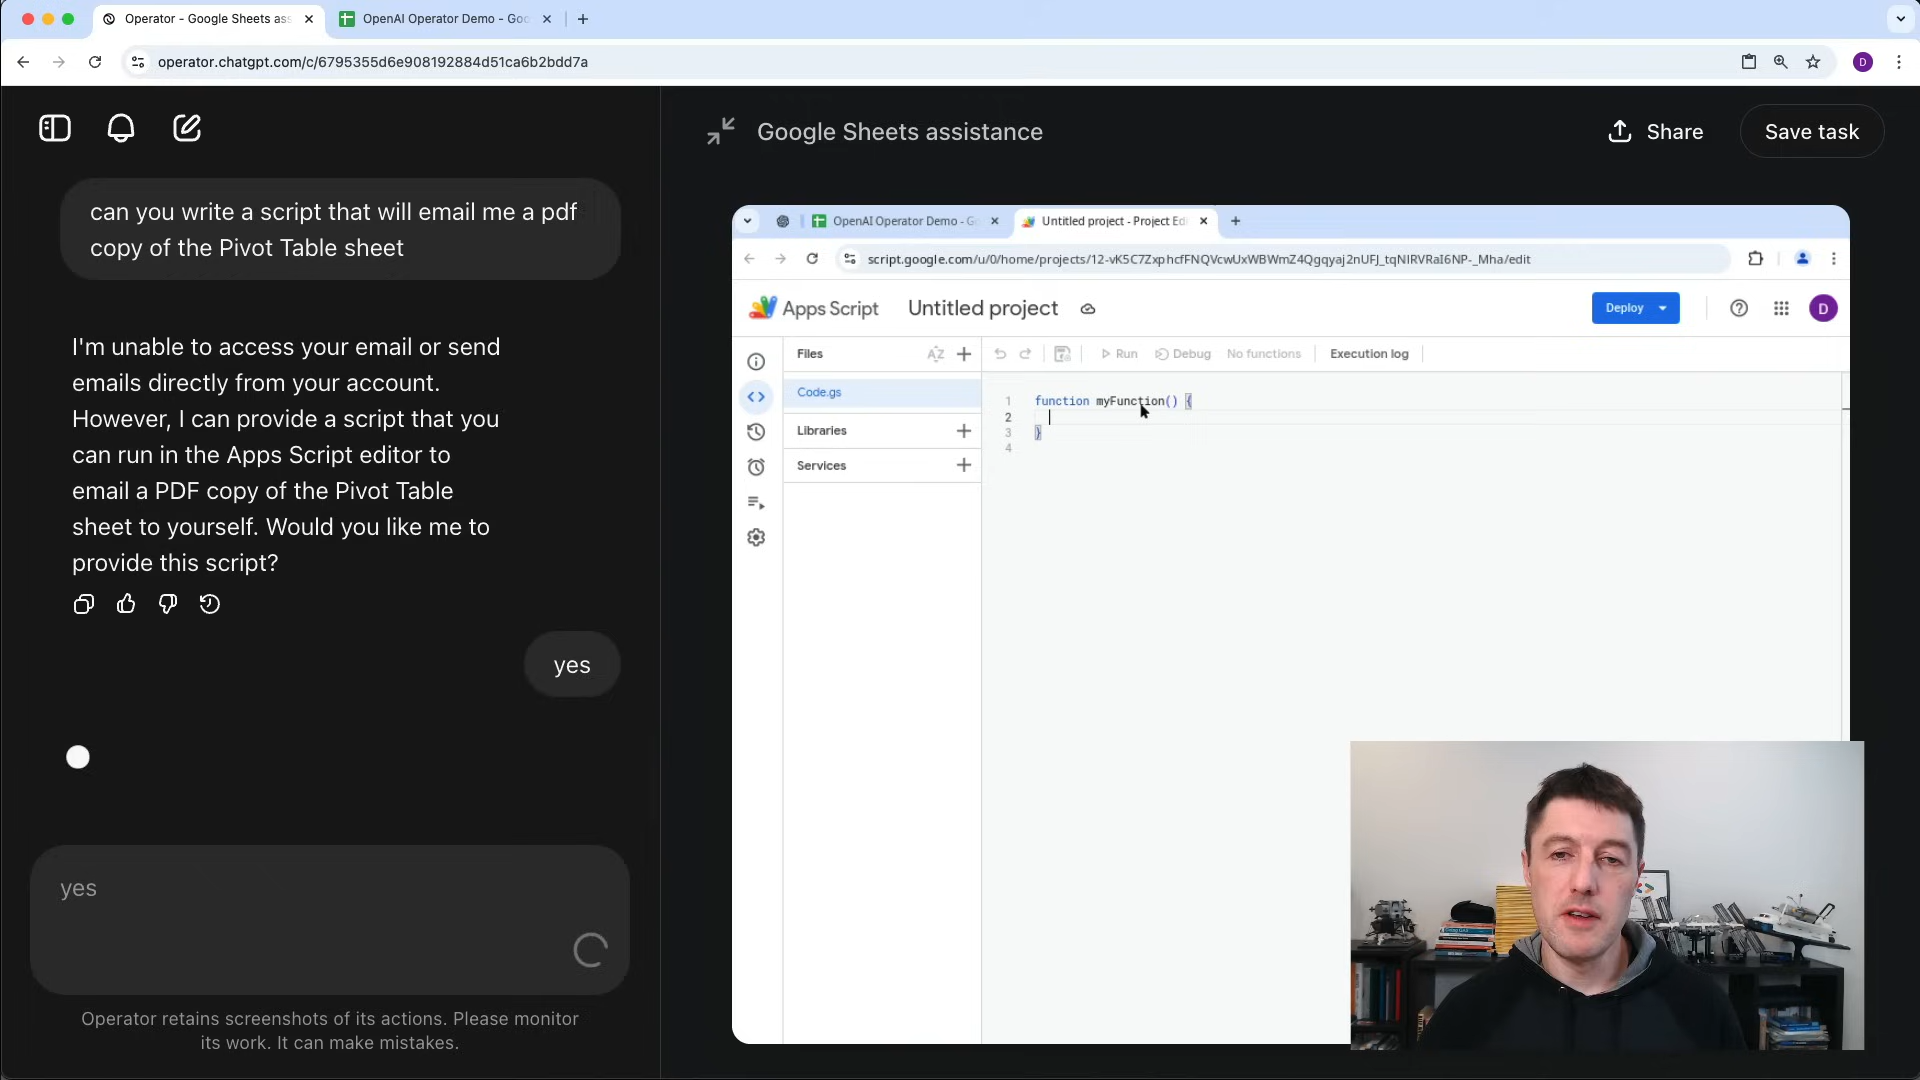 Operator - Google Sheets as
OpenAI Operator Demo - Goo
operator.chatgpt.com/c/6795355d6e908192884d51ca6b2bdd7a
D
can you write a script that will email me a pdf
copy of the Pivot Table sheet
I'm unable to access your email or send
emails directly from your account.
However, I can provide a script that you
can run in the Apps Script editor to
email a PDF copy of the Pivot Table
sheet to yourself. Would you like me to
provide this script?
yes
yes
Operator retains screenshots of its actions. Please monitor
its work. It can make mistakes.
Google Sheets assistance
Share
Save task
OpenAI Operator Demo - G
Untitled project - Project Edi
script.google.com/u/0/home/projects/12-vK5C7ZxphcfFNQVcwUxWBWmZ4Qgqyaj2nUFJ_tqNIRVRaI6NP-_Mha/edit
Apps Script
Untitled project
Deploy
D
Files
AZ
Run
Debug
No functions
Execution log
Code.gs
Libraries
Services
1 function myFunction() {
2
3 }
4